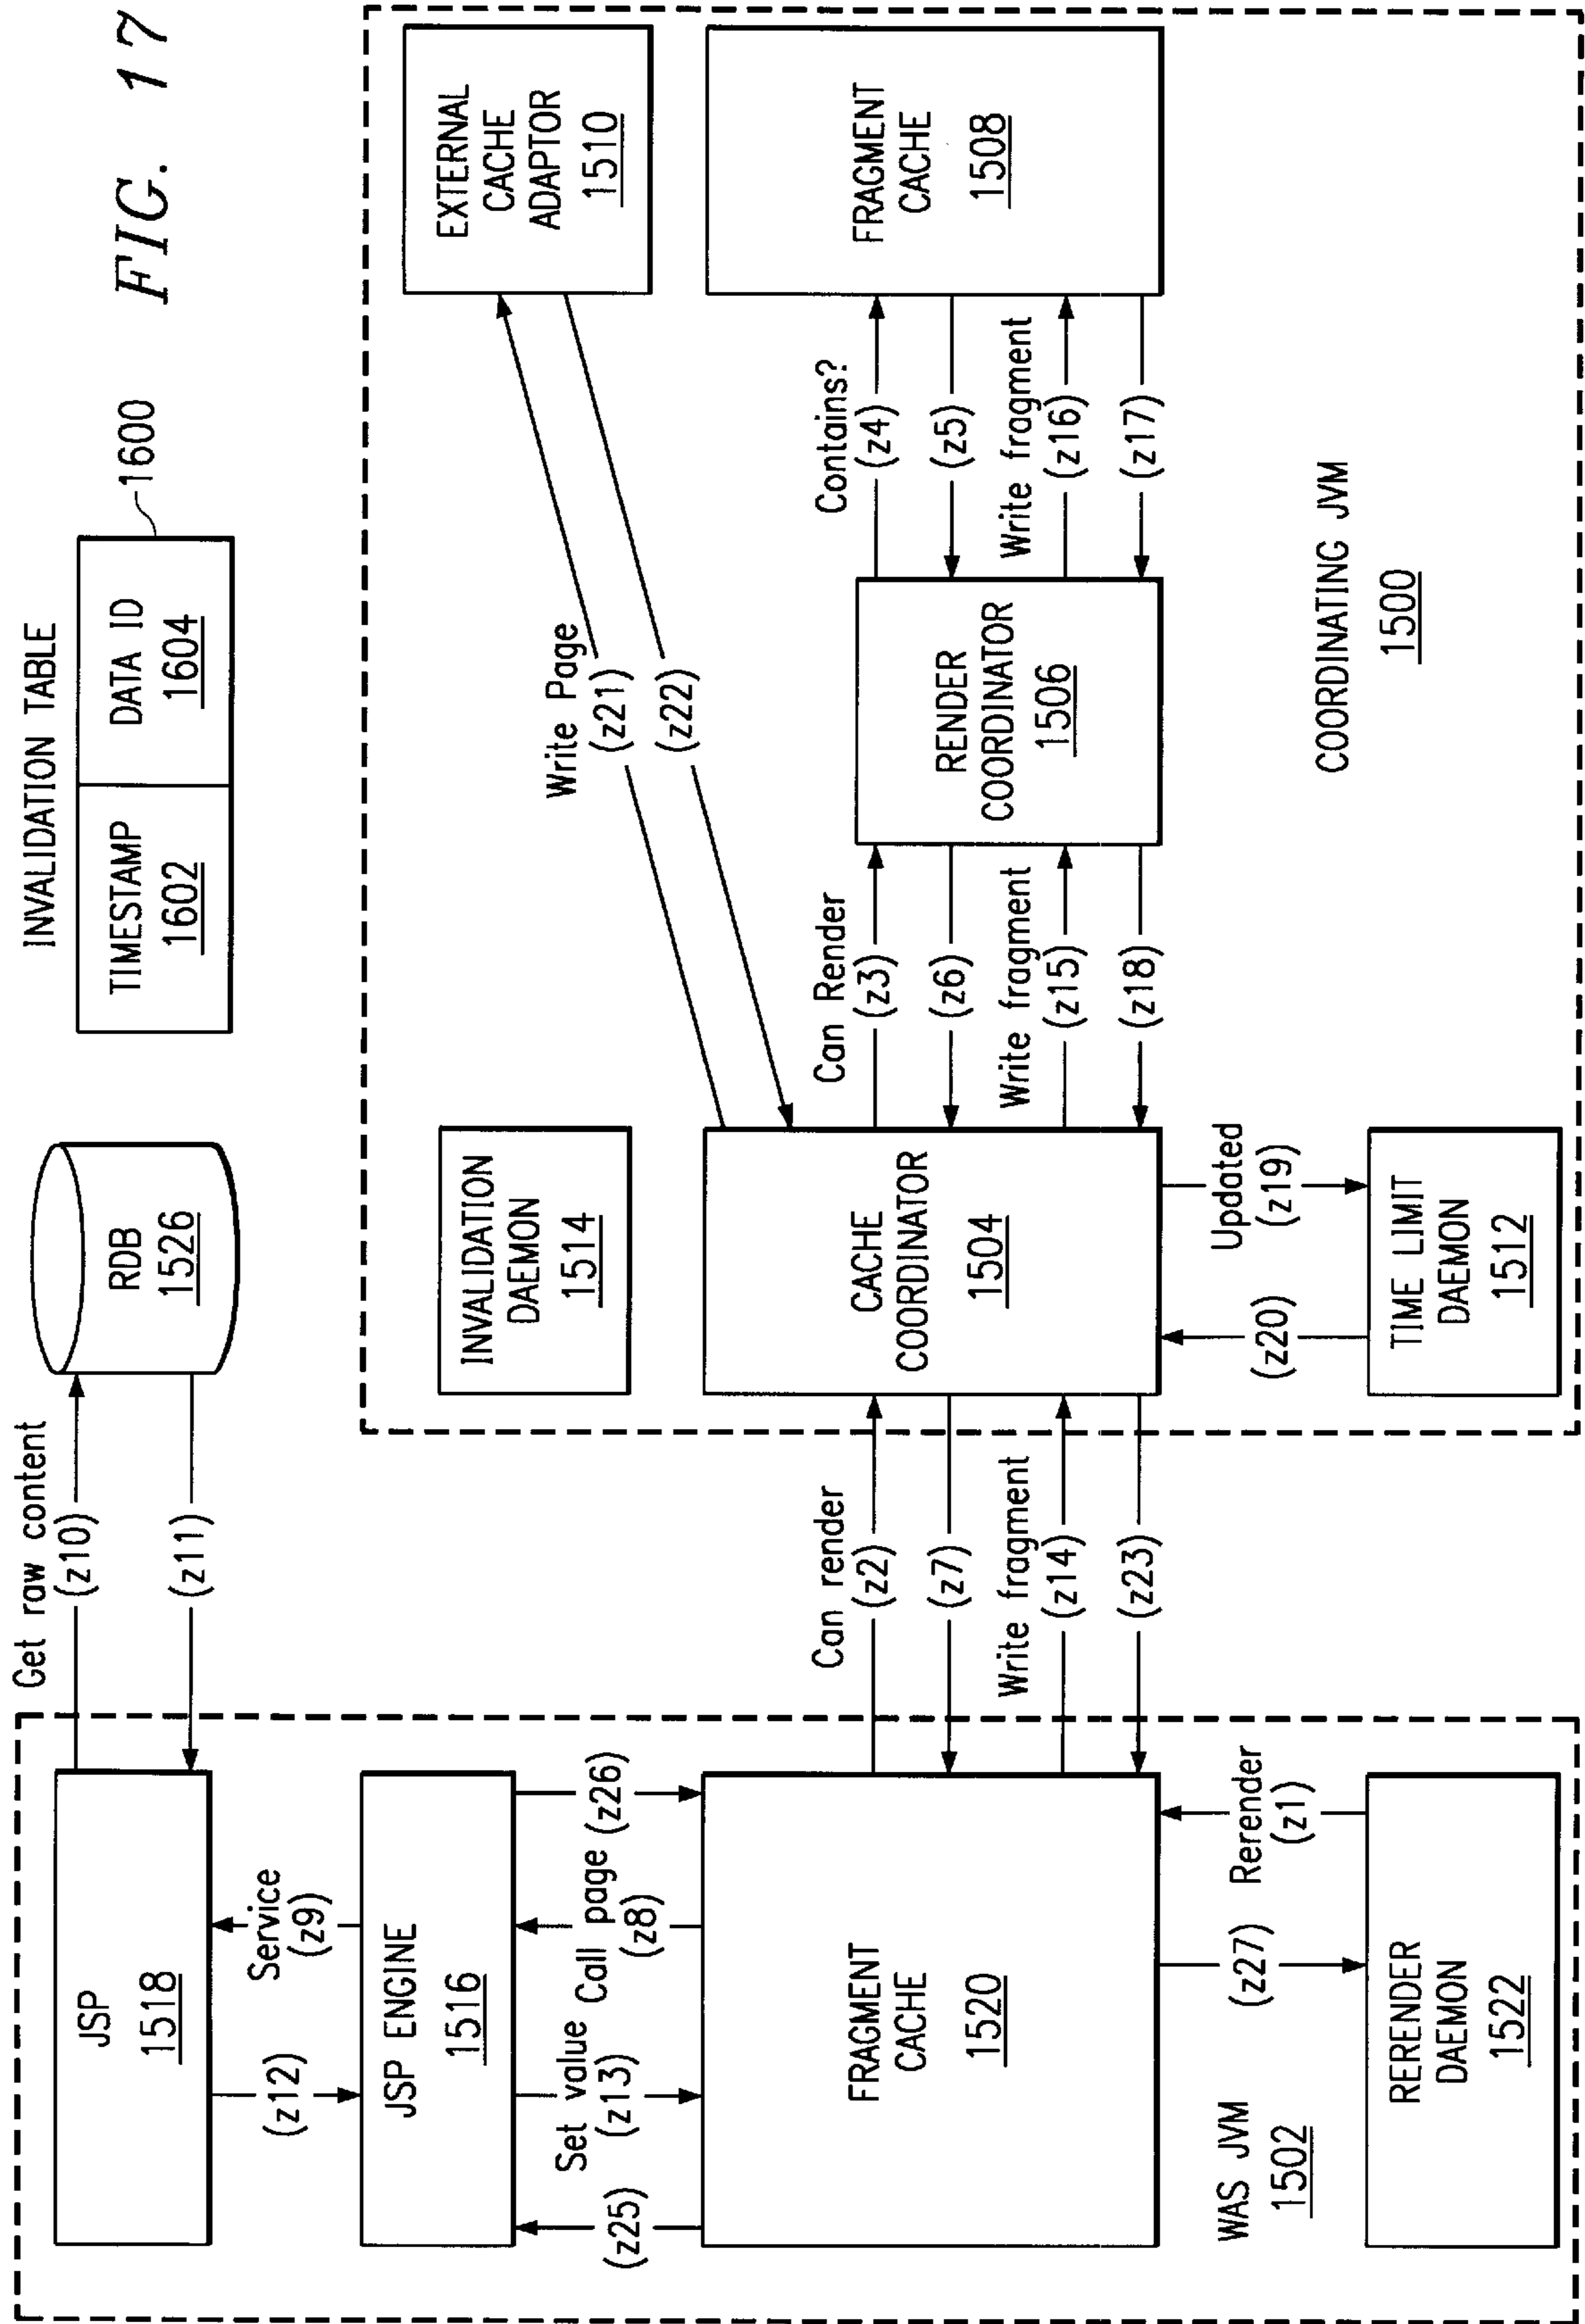 FIG. 17
INVALIDATION TABLE
TIMESTAMP
1602
DATA ID
1604
1600
RDB
1526
Get raw content
(z10)
(z11)
JSP
1518
Service
(z9)
(z12)
JSP ENGINE
1516
(z26)
Call page
(z8)
Set value
(z13)
(z25)
FRAGMENT
CACHE
1520
Rerender
(z1)
(z27)
RERENDER
DAEMON
1522
WAS JVM
1502
Can render
(z2)
(z7)
Write fragment
(z14)
(z23)
INVALIDATION
DAEMON
1514
CACHE
COORDINATOR
1504
Updated
(z19)
(z20)
TIME LIMIT
DAEMON
1512
Write Page
(z21)
(z22)
Can Render
(z3)
(z6)
Write fragment
(z15)
(z18)
RENDER
COORDINATOR
1506
Contains?
(z4)
(z5)
Write fragment
(z16)
(z17)
EXTERNAL
CACHE
ADAPTOR
1510
FRAGMENT
CACHE
1508
COORDINATING JVM
1500